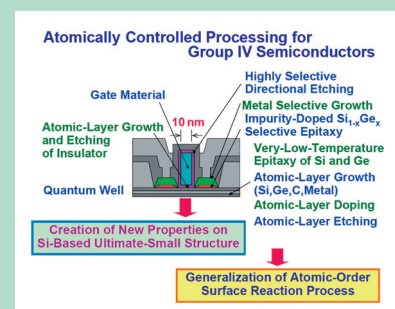 Atomically Controlled Processing for
Group IV Semiconductors
Highly Selective
Directional Etching
Gate Material
10 nm
Metal Selective Growth
Impurity-Doped Si1-xGex
Selective Epitaxy
Atomic-Layer Growth
and Etching
of Insulator
Very-Low-Temperature
Epitaxy of Si and Ge
Quantum Well
Atomic-Layer Growth
(Si,Ge,C,Metal)
Atomic-Layer Doping
Atomic-Layer Etching
Creation of New Properties on
Si-Based Ultimate-Small Structure
Generalization of Atomic-Order
Surface Reaction Process